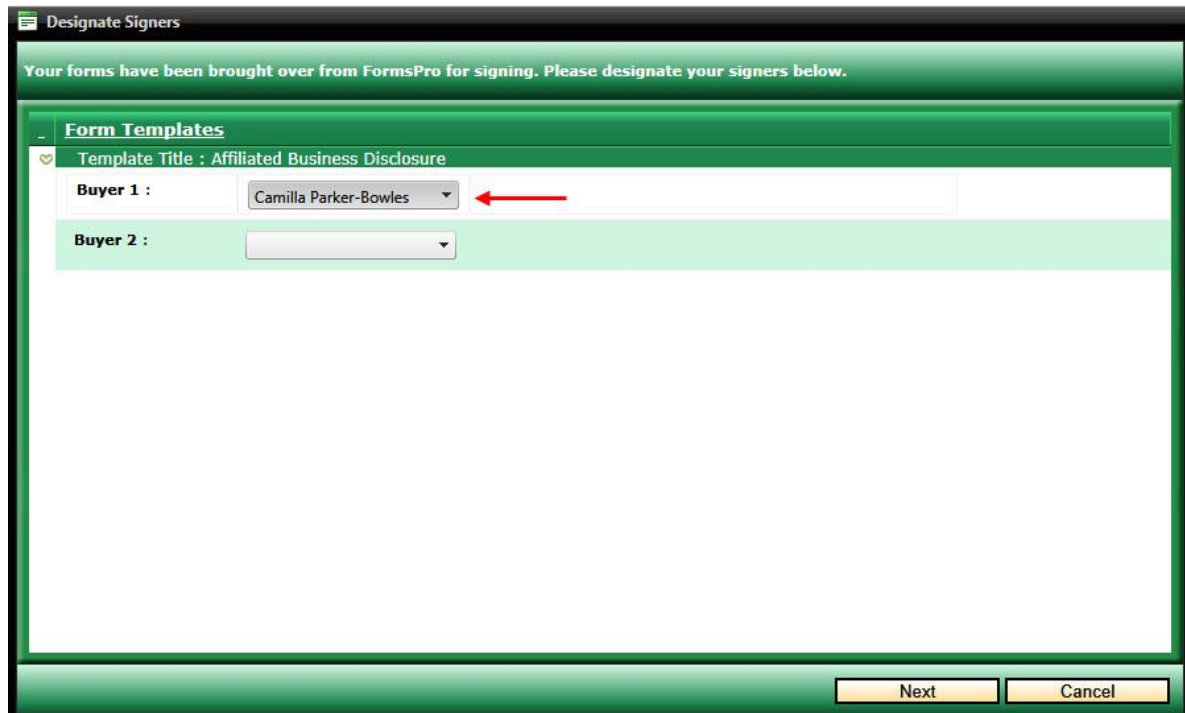 Designate Signers
Your forms have been brought over from FormsPro for signing. Please designate your signers below.
- Form Templates
Template Title : Affiliated Business Disclosure
Buyer 1 : Camilla Parker-Bowles
Buyer 2 :
Next Cancel